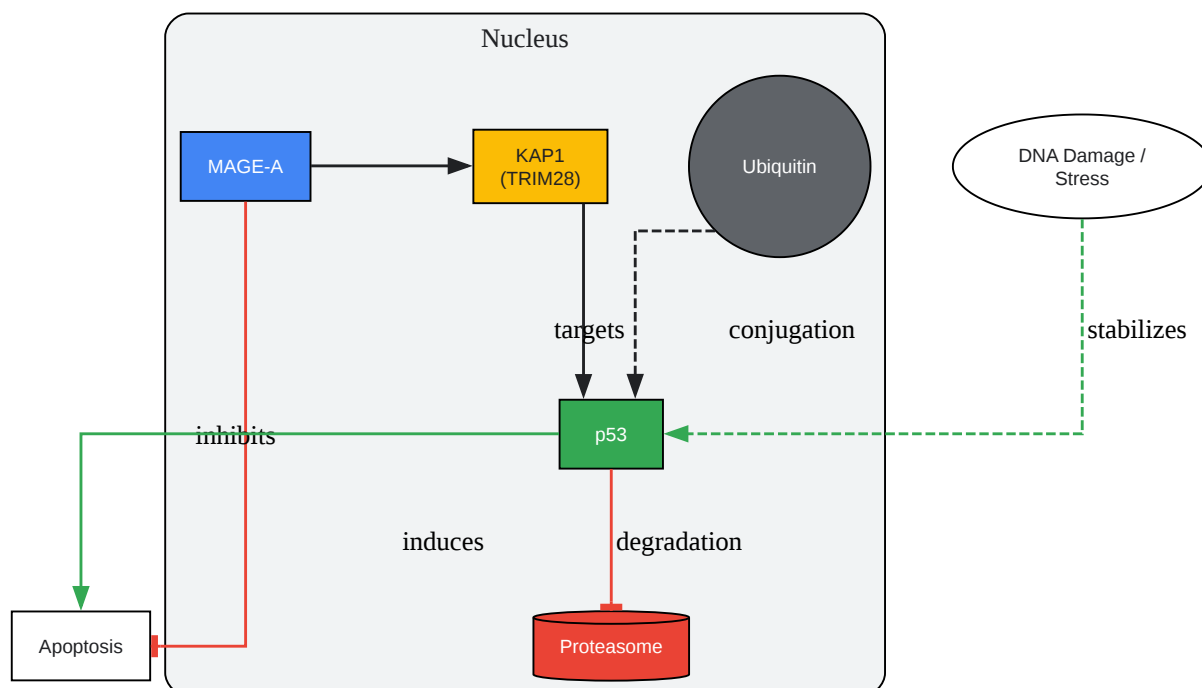 Nucleus
MAGE-A
KAP1
(TRIM28)
Ubiquitin
DNA Damage /
Stress
targets
conjugation
stabilizes
inhibits
p53
induces
degradation
Apoptosis
Proteasome